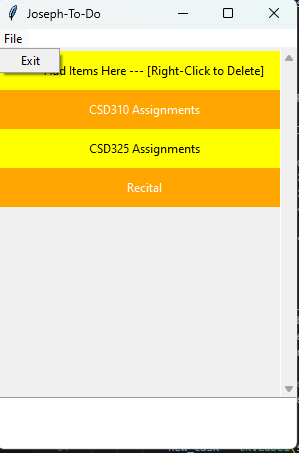 Joseph-To-Do
File
Exit
Add Items Here --- [Right-Click to Delete]
CSD310 Assignments
CSD325 Assignments
Recital